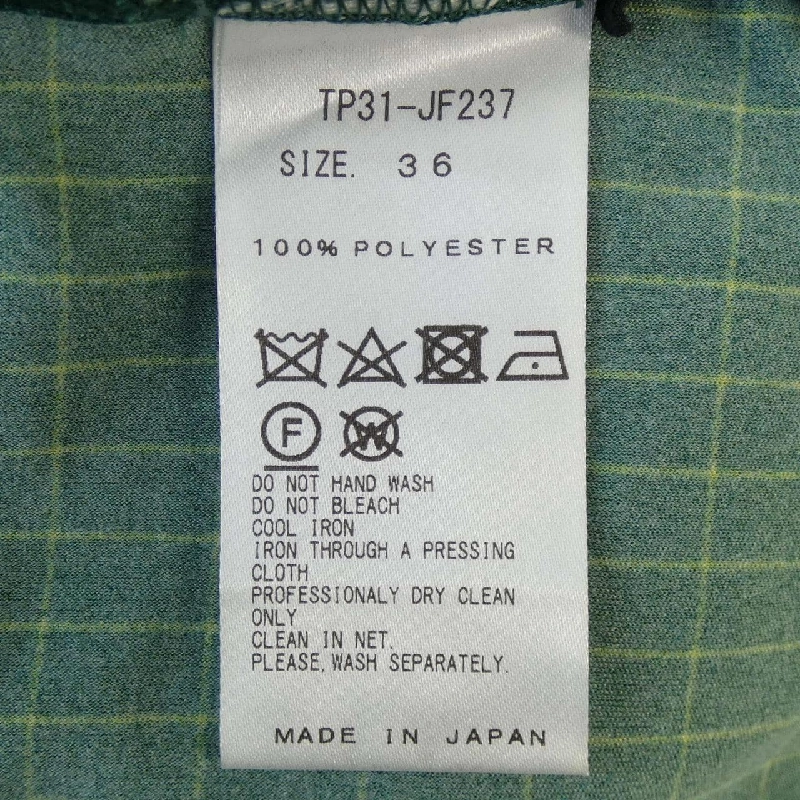 TP31-JF237
SIZE. 36
100% POLYESTER
F W
DO NOT HAND WASH
DO NOT BLEACH
COOL IRON
IRON THROUGH A PRESSING
CLOTH
PROFESSIONALY DRY CLEAN
ONLY
CLEAN IN NET.
PLEASE.WASH SEPARATELY.
MADE IN JAPAN